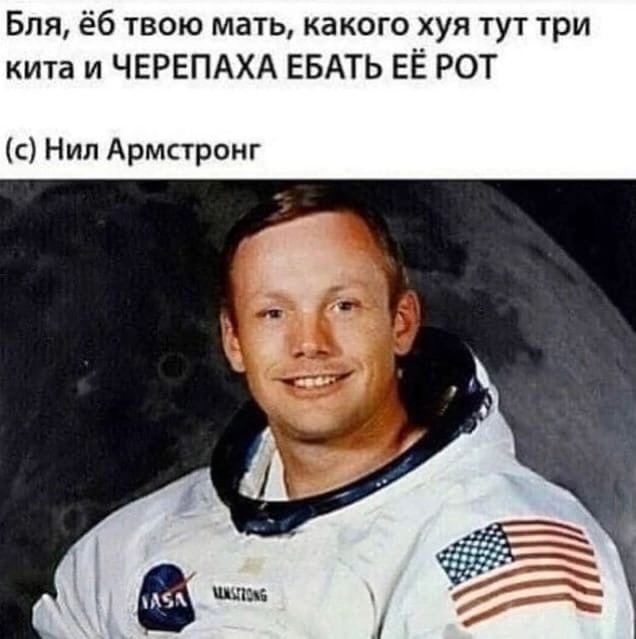 Бля, ёб твою мать, какого хуя тут три
кита и ЧЕРЕПАХА ЕБАТЬ ЕЁ РОТ
(с) Нил Армстронг
NASA